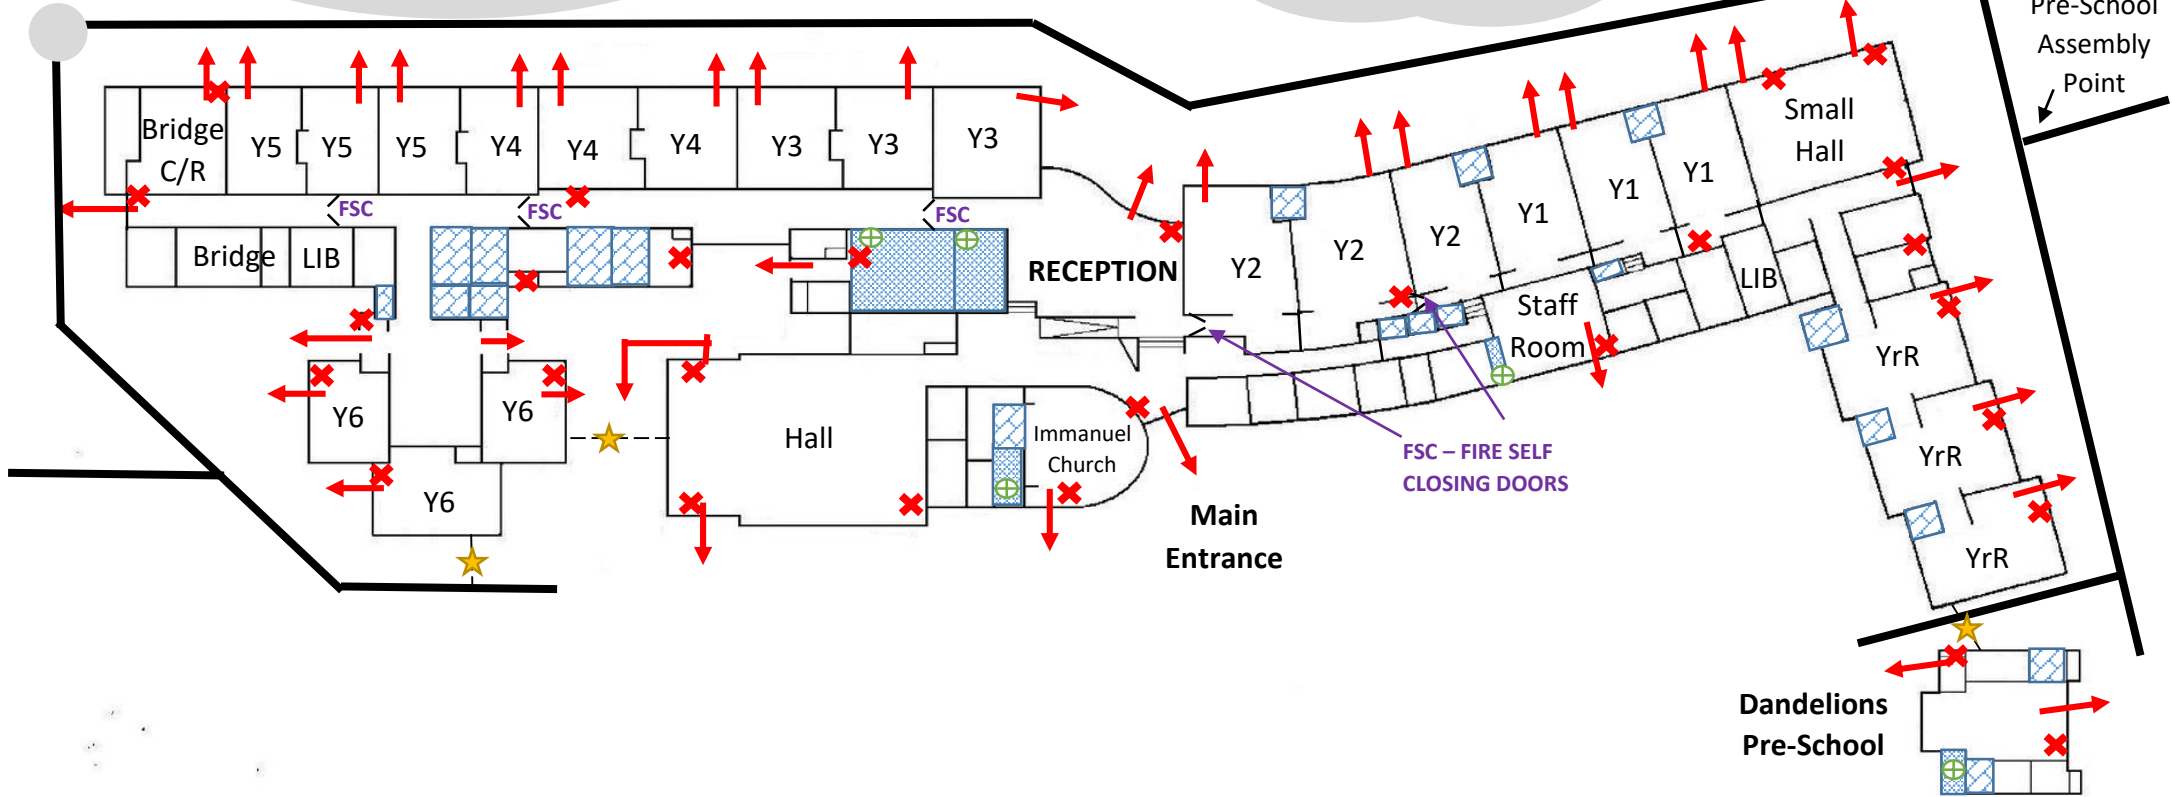 Pre-School
Assembly
Point
Bridge
C/R
Y5
Y5
Y5
Y4
Y4
Y4
Y3
Y3
Y3
FSC
FSC
FSC
Bridge
LIB
RECEPTION
Y2
Y2
Y2
Y1
Y1
Y1
Small
Hall
LIB
Staff
Room
Y6
Y6
Y6
Hall
Immanuel
Church
Main
Entrance
FSC – FIRE SELF
CLOSING DOORS
YrR
YrR
YrR
Dandelions
Pre-School